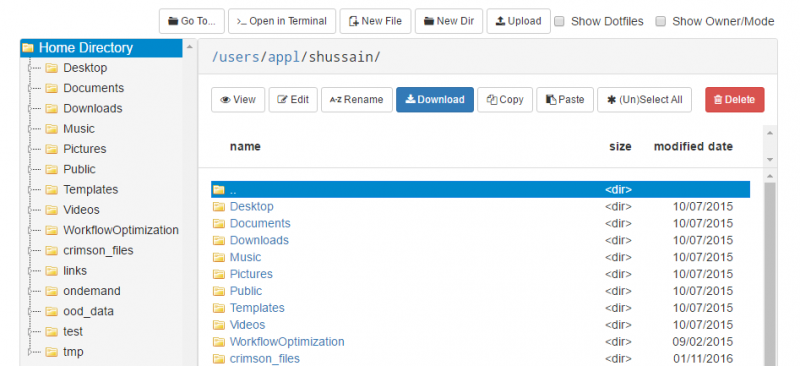 Go To... >_ Open in Terminal New File New Dir Upload Show Dotfiles Show Owner/Mode
Home Directory
Desktop
Documents
Downloads
Music
Pictures
Public
Templates
Videos
WorkflowOptimization
crimson_files
links
ondemand
ood_data
test
tmp
/users/appl/shussain/
View Edit A-Z Rename Download Copy Paste (Un)Select All Delete
name size modified date
.. <dir>
Desktop <dir> 10/07/2015
Documents <dir> 10/07/2015
Downloads <dir> 10/07/2015
Music <dir> 10/07/2015
Pictures <dir> 10/07/2015
Public <dir> 10/07/2015
Templates <dir> 10/07/2015
Videos <dir> 10/07/2015
WorkflowOptimization <dir> 09/02/2015
crimson_files <dir> 01/11/2016